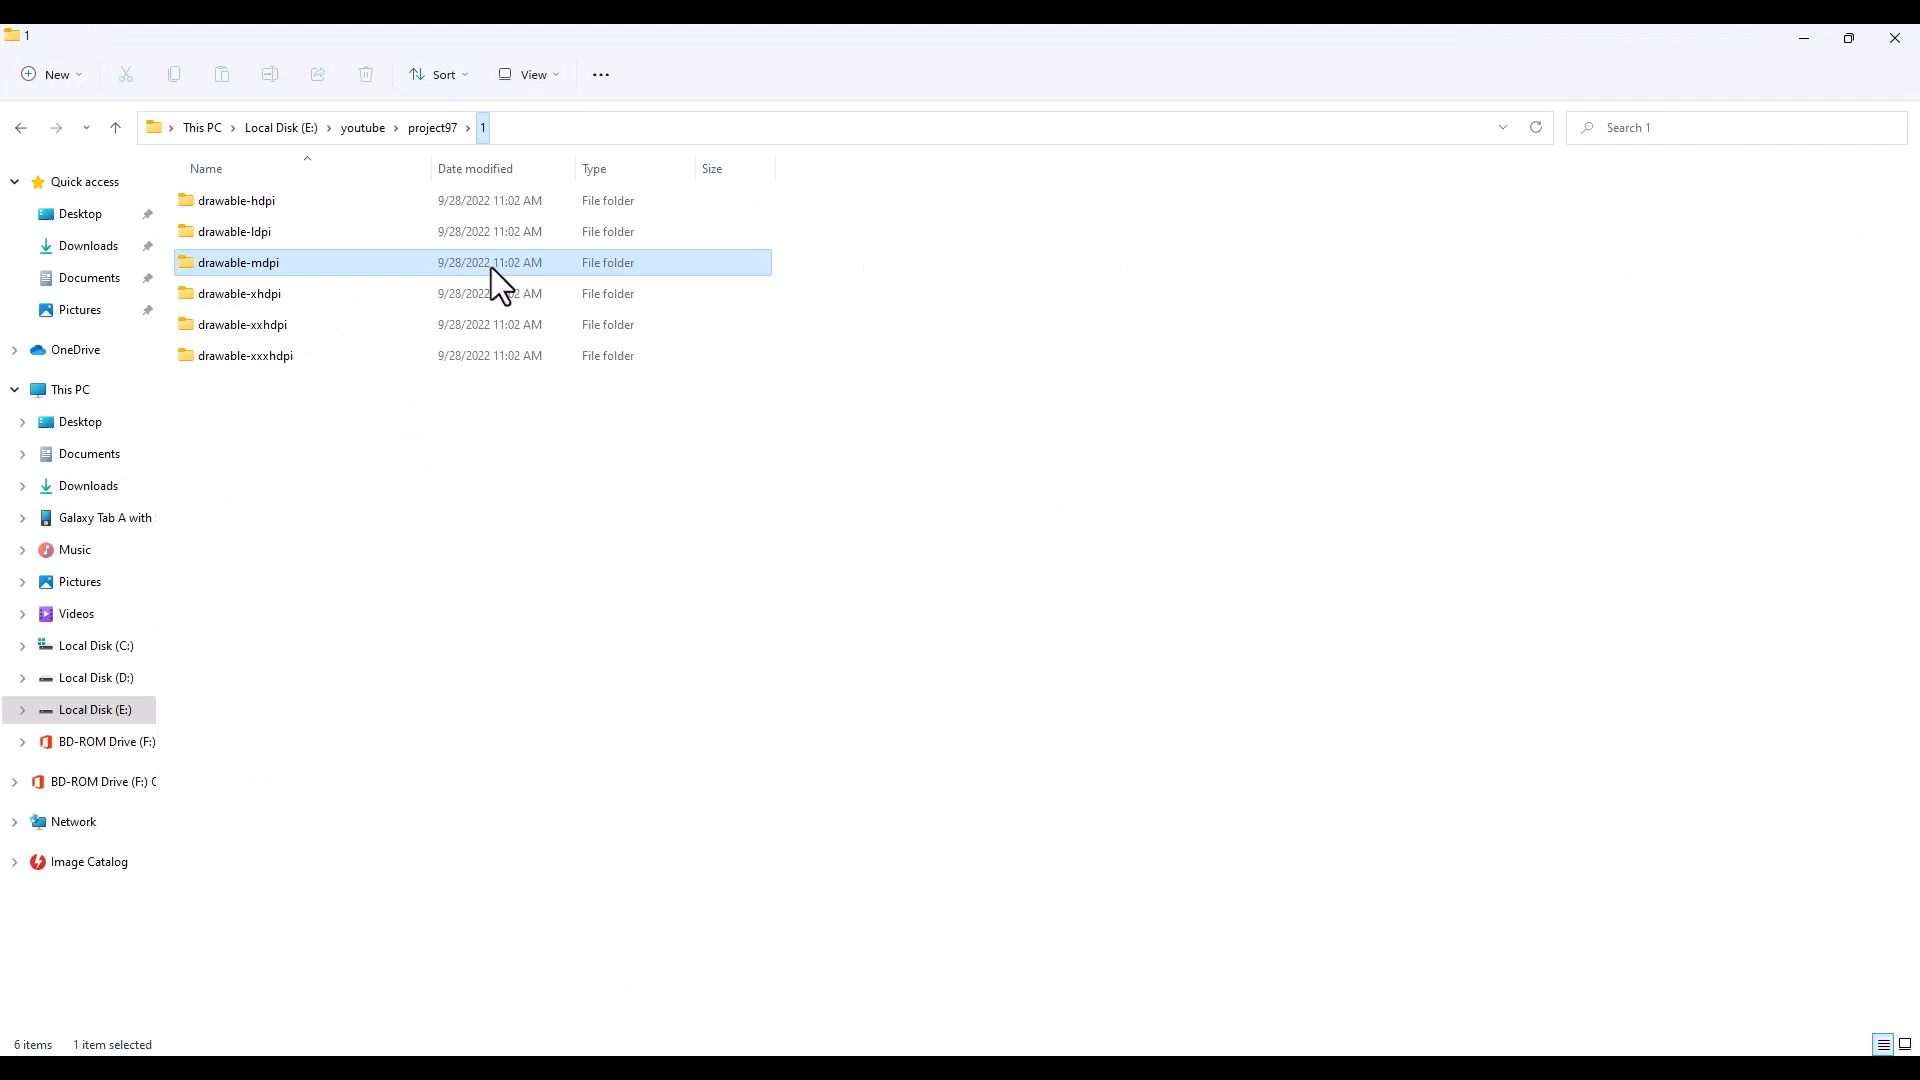 1
New
Sort
View
This PC
Local Disk (E:)
youtube
project97
1
Search 1
Name
Date modified
Type
Size
drawable-hdpi 9/28/2022 11:02 AM File folder
drawable-ldpi 9/28/2022 11:02 AM File folder
drawable-mdpi 9/28/2022 11:02 AM File folder
drawable-xhdpi 9/28/2022 AM File folder
drawable-xxhdpi 9/28/2022 11:02 AM File folder
drawable-xxxhdpi 9/28/2022 11:02 AM File folder
Quick access
Desktop
Downloads
Documents
Pictures
OneDrive
This PC
Desktop
Documents
Downloads
Galaxy Tab A with
Music
Pictures
Videos
Local Disk (C:)
Local Disk (D:)
Local Disk (E:)
BD-ROM Drive (F:)
BD-ROM Drive (F:)
Network
Image Catalog
6 items
1 item selected